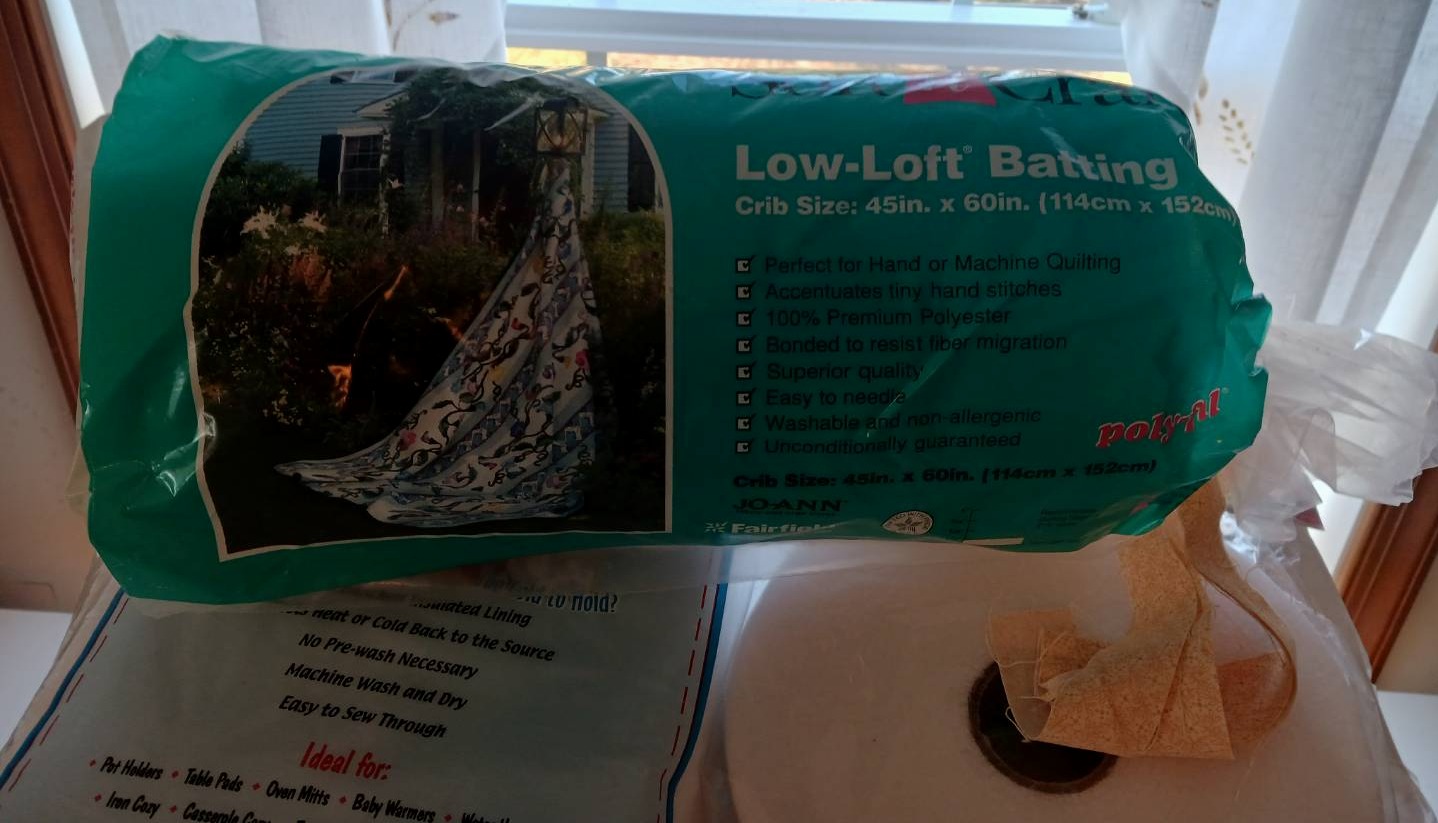 Low-Loft® Batting
Crib Size: 45in. x 60in. (114cm x 152cm)
Perfect for Hand or Machine Quilting
Accentuates tiny hand stitches
100% Premium Polyester
Bonded to resist fiber migration
Superior quality
Easy to needle
Washable and non-allergenic
Unconditionally guaranteed
poly-fil®
Crib Size: 45in. x 60in. (114cm x 152cm)
JO-ANN
Fairfield
to Hold?
Insulated Lining
Heat or Cold Back to the Source
No Pre-wash Necessary
Machine Wash and Dry
Easy to Sew Through
Ideal for:
Pot Holders • Table Pads • Oven Mitts • Baby Warmers •
• Iron Cozy • Casserole